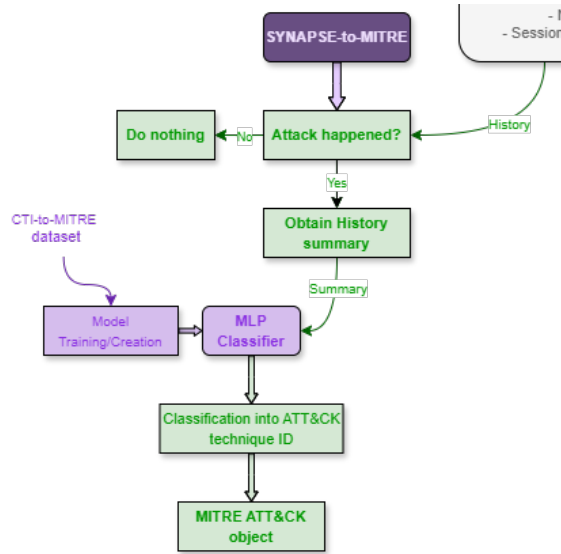 SYNAPSE-to-MITRE
- Session
Do nothing
No
Attack happened?
History
Yes
Obtain History
summary
CTI-to-MITRE
dataset
Summary
Model
Training/Creation
MLP
Classifier
Classification into ATT&CK
technique ID
MITRE ATT&CK
object